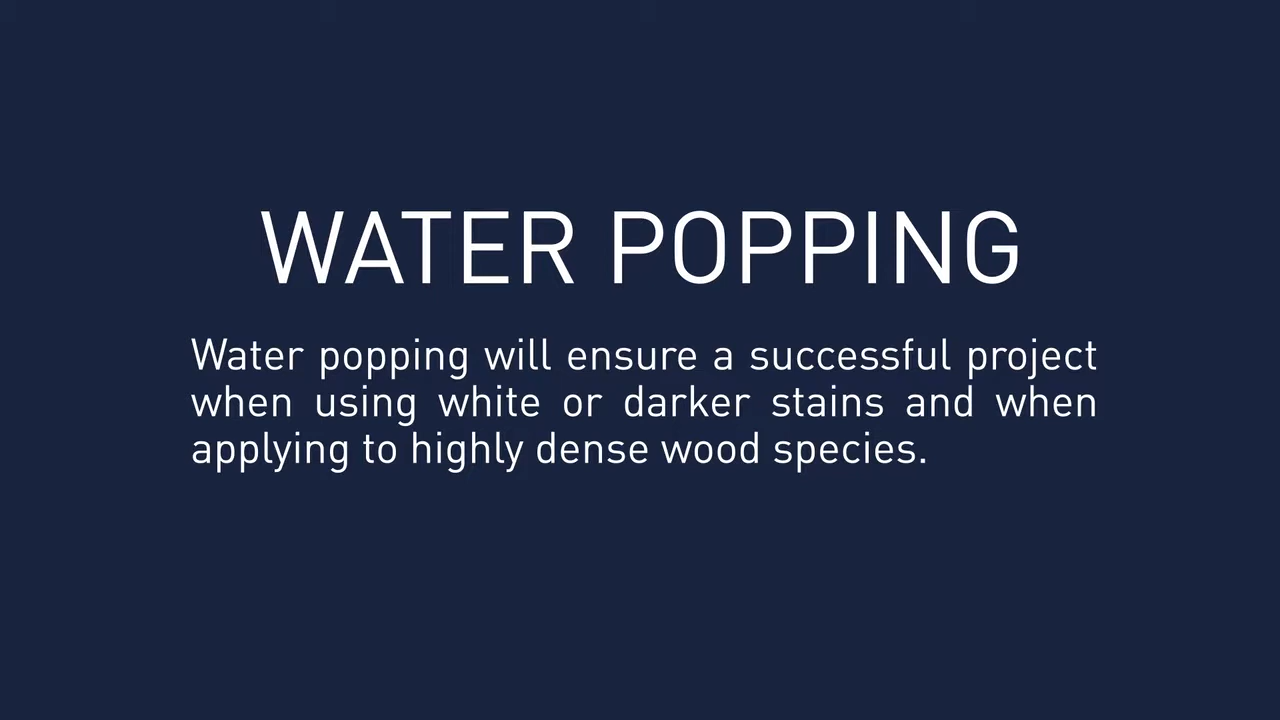 WATER POPPING
Water popping will ensure a successful project
when using white or darker stains and when
applying to highly dense wood species.